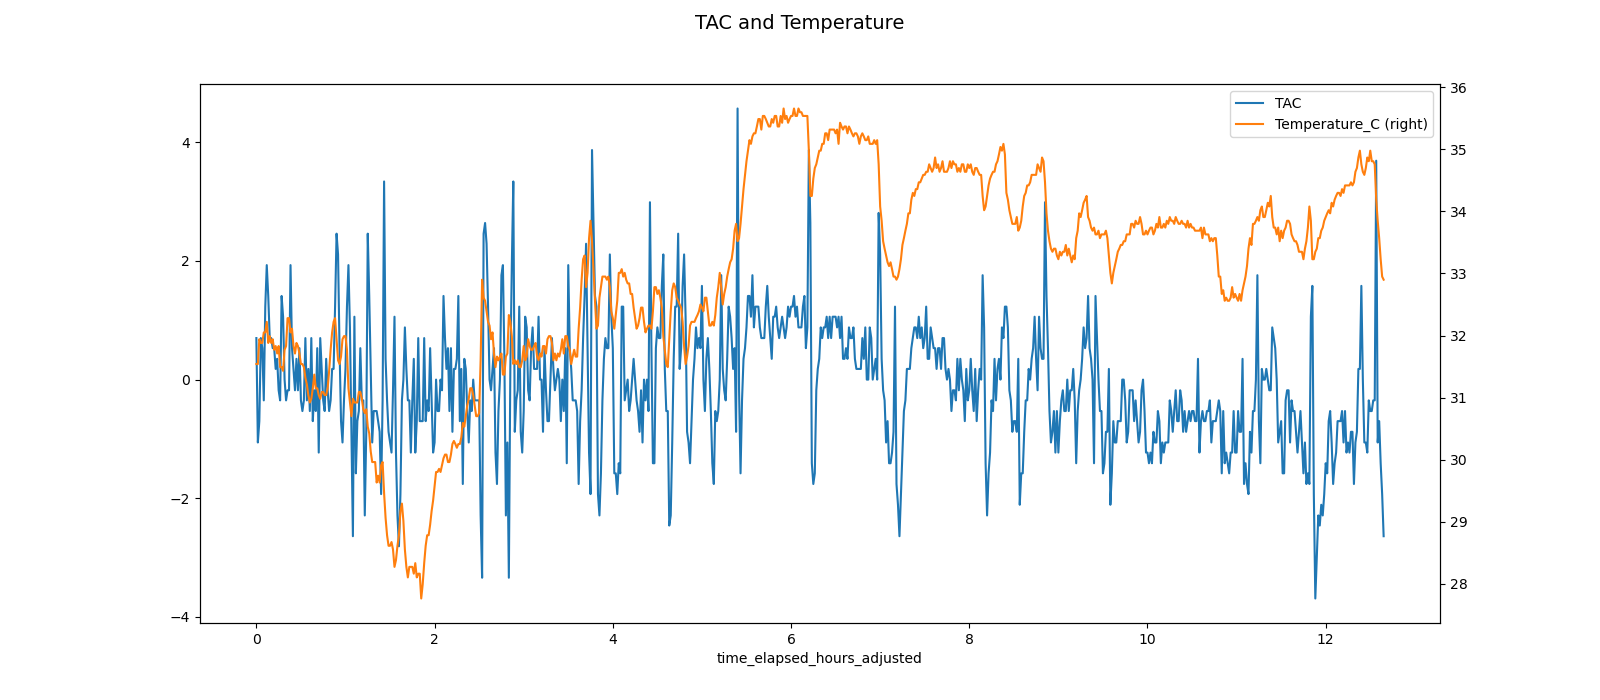 TAC and Temperature
TAC
Temperature_C (right)
4
2
0
−2
−4
36
35
34
33
32
31
30
29
28
0 2 4 6 8 10 12
time_elapsed_hours_adjusted